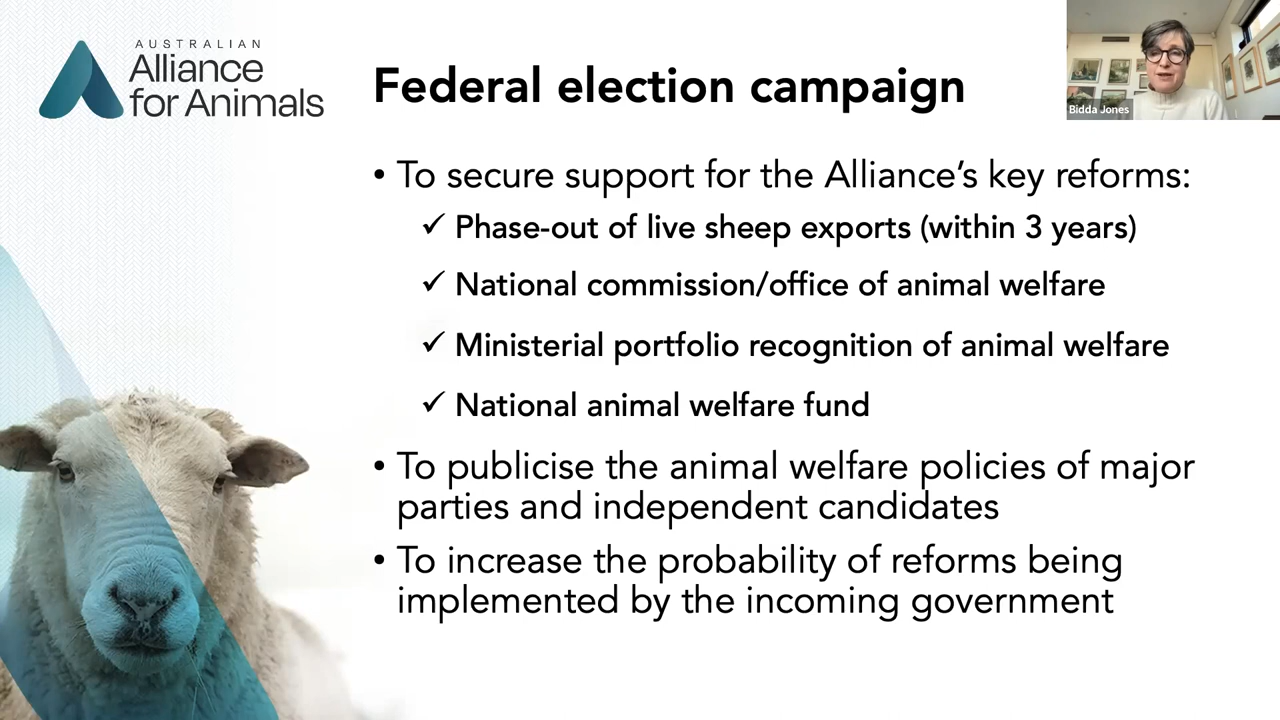 AUSTRALIAN
Alliance
for Animals
Federal election campaign
Bidda Jones
• To secure support for the Alliance’s key reforms:
✓ Phase-out of live sheep exports (within 3 years)
✓ National commission/office of animal welfare
✓ Ministerial portfolio recognition of animal welfare
✓ National animal welfare fund
• To publicise the animal welfare policies of major
parties and independent candidates
• To increase the probability of reforms being
implemented by the incoming government